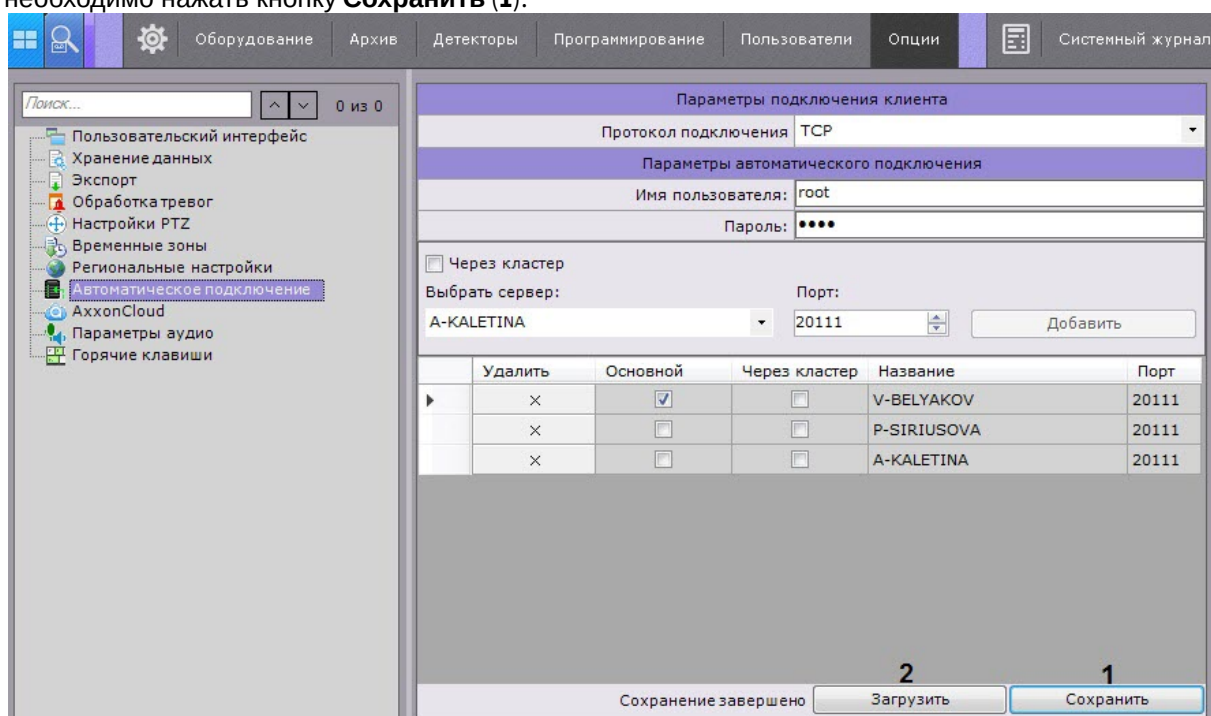 необходимо нажать кнопку Сохранить (1).
Оборудование Архив Детекторы Программирование Пользователи Опции Системный журнал
Поиск... 0 из 0
Пользовательский интерфейс
Хранение данных
Экспорт
Обработка тревог
Настройки PTZ
Временные зоны
Региональные настройки
Автоматическое подключение
AxxonCloud
Параметры аудио
Горячие клавиши
Параметры подключения клиента
Протокол подключения TCP
Параметры автоматического подключения
Имя пользователя: root
Пароль: ••••
Через кластер
Выбрать сервер: Порт:
A-KALETINA 20111 Добавить
Удалить Основной Через кластер Название Порт
× V-BELYAKOV 20111
× P-SIRIUSOVA 20111
× A-KALETINA 20111
2 1
Сохранение завершено Загрузить Сохранить